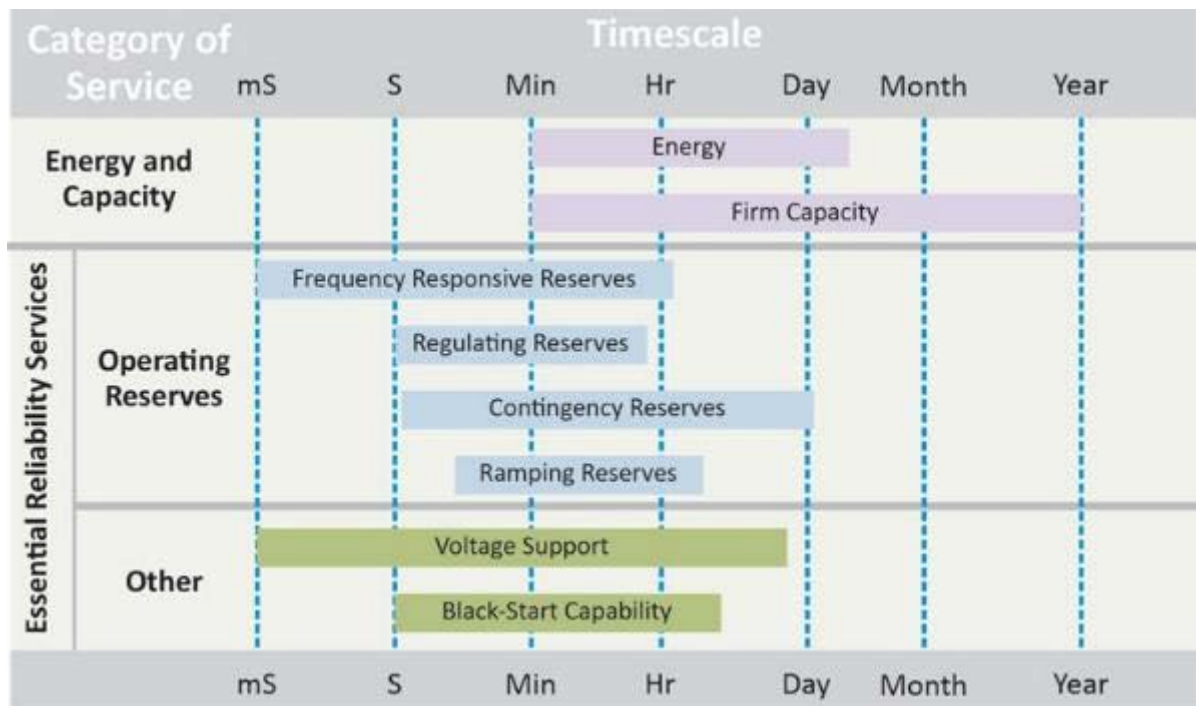 Category of
Service
Timescale
mS S Min Hr Day Month Year
Energy and
Capacity
Energy
Firm Capacity
Essential Reliability Services
Operating
Reserves
Frequency Responsive Reserves
Regulating Reserves
Contingency Reserves
Ramping Reserves
Other
Voltage Support
Black-Start Capability
mS S Min Hr Day Month Year